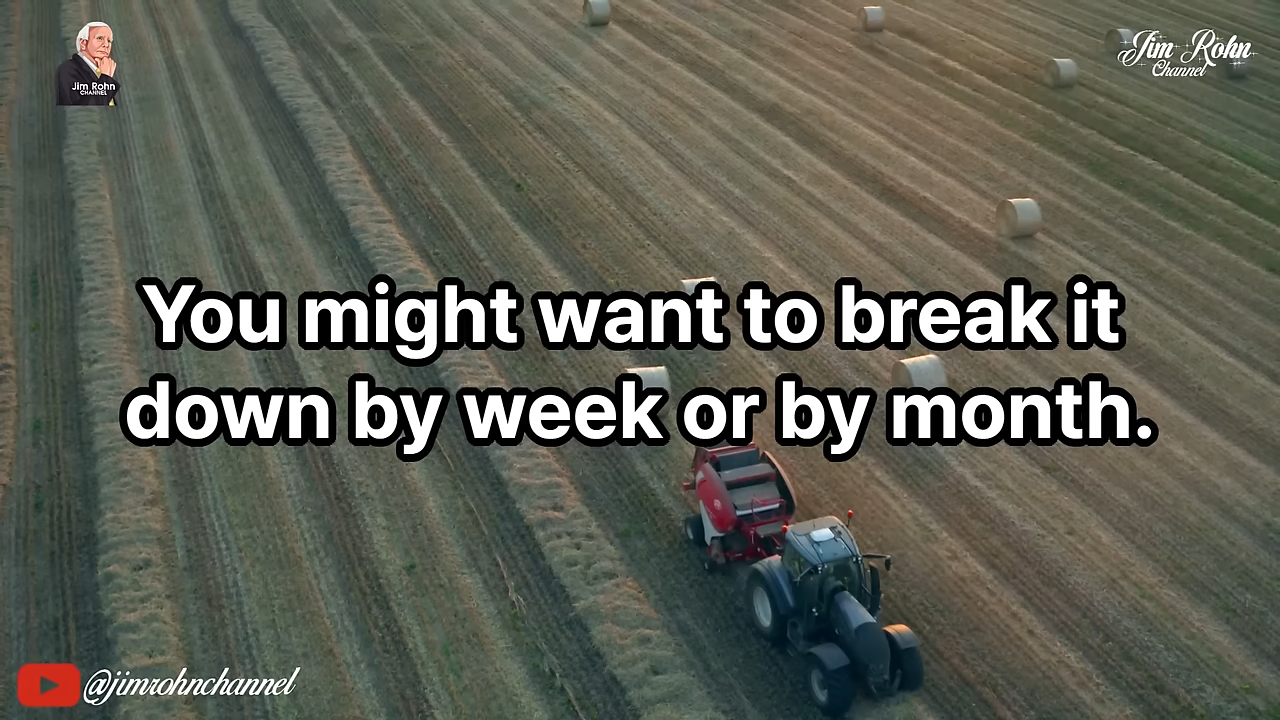 Jim Rohn
CHANNEL
Jim Rohn
Channel
You might want to break it
down by week or by month.
@jimrohnchannel